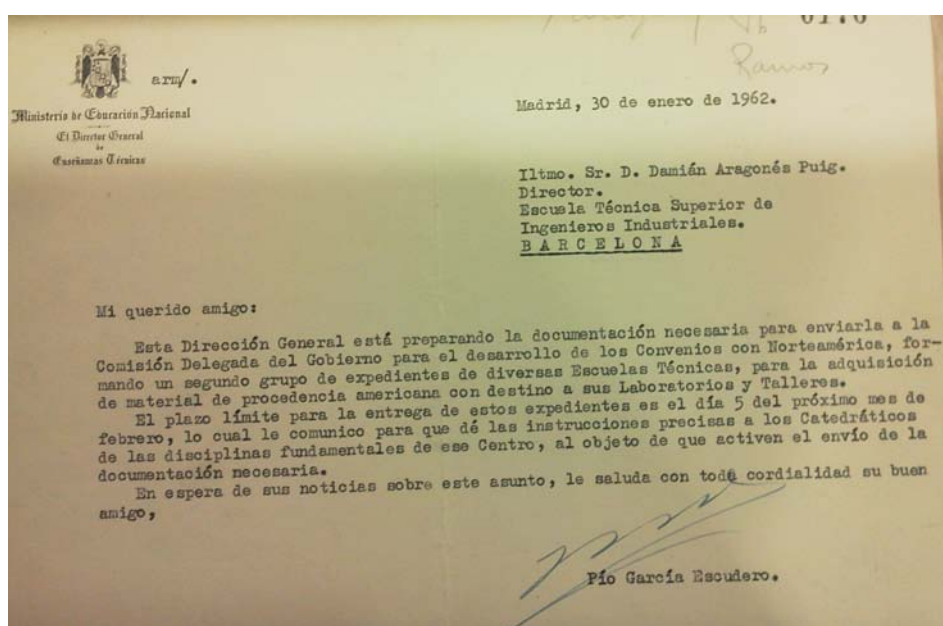 Ramos
arm/.
Ministerio de Educación Nacional
El Director General
de
Enseñanzas Técnicas
Madrid, 30 de enero de 1962.
Iltmo. Sr. D. Damián Aragonés Puig.
Director.
Escuela Técnica Superior de
Ingenieros Industriales.
BARCELONA
Mi querido amigo:
Esta Dirección General está preparando la documentación necesaria para enviarla a la
Comisión Delegada del Gobierno para el desarrollo de los Convenios con Norteamérica, for-
mando un segundo grupo de expedientes de diversas Escuelas Técnicas, para la adquisición
de material de procedencia americana con destino a sus Laboratorios y Talleres.
El plazo límite para la entrega de estos expedientes es el día 5 del próximo mes de
febrero, lo cual le comunico para que dé las instrucciones precisas a los Catedráticos
de las disciplinas fundamentales de ese Centro, al objeto de que activen el envío de la
documentación necesaria.
En espera de sus noticias sobre este asunto, le saluda con toda cordialidad su buen
amigo,
Pío García Escudero.